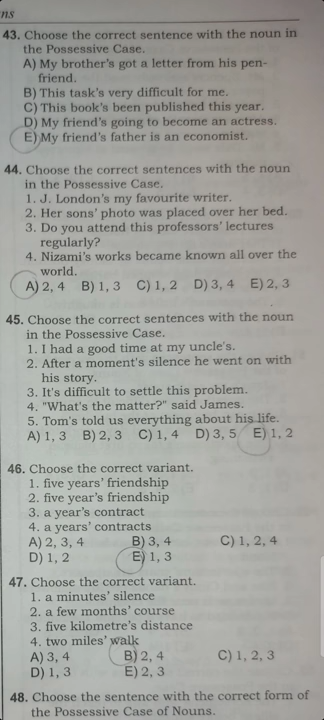 ns
43. Choose the correct sentence with the noun in
the Possessive Case.
A) My brother's got a letter from his pen-
friend.
B) This task's very difficult for me.
C) This book's been published this year.
D) My friend's going to become an actress.
E) My friend's father is an economist.
44. Choose the correct sentences with the noun
in the Possessive Case.
1. J. London's my favourite writer.
2. Her sons' photo was placed over her bed.
3. Do you attend this professors' lectures
regularly?
4. Nizami's works became known all over the
world.
A) 2, 4 B) 1, 3 C) 1, 2 D) 3, 4 E) 2, 3
45. Choose the correct sentences with the noun
in the Possessive Case.
1. I had a good time at my uncle's.
2. After a moment's silence he went on with
his story.
3. It's difficult to settle this problem.
4. "What's the matter?" said James.
5. Tom's told us everything about his life.
A) 1, 3 B) 2, 3 C) 1, 4 D) 3, 5 E) 1, 2
46. Choose the correct variant.
1. five years' friendship
2. five year's friendship
3. a year's contract
4. a years' contracts
A) 2, 3, 4 B) 3, 4 C) 1, 2, 4
D) 1, 2 E) 1, 3
47. Choose the correct variant.
1. a minutes' silence
2. a few months' course
3. five kilometre's distance
4. two miles' walk
A) 3, 4 B) 2, 4 C) 1, 2, 3
D) 1, 3 E) 2, 3
48. Choose the sentence with the correct form of
the Possessive Case of Nouns.